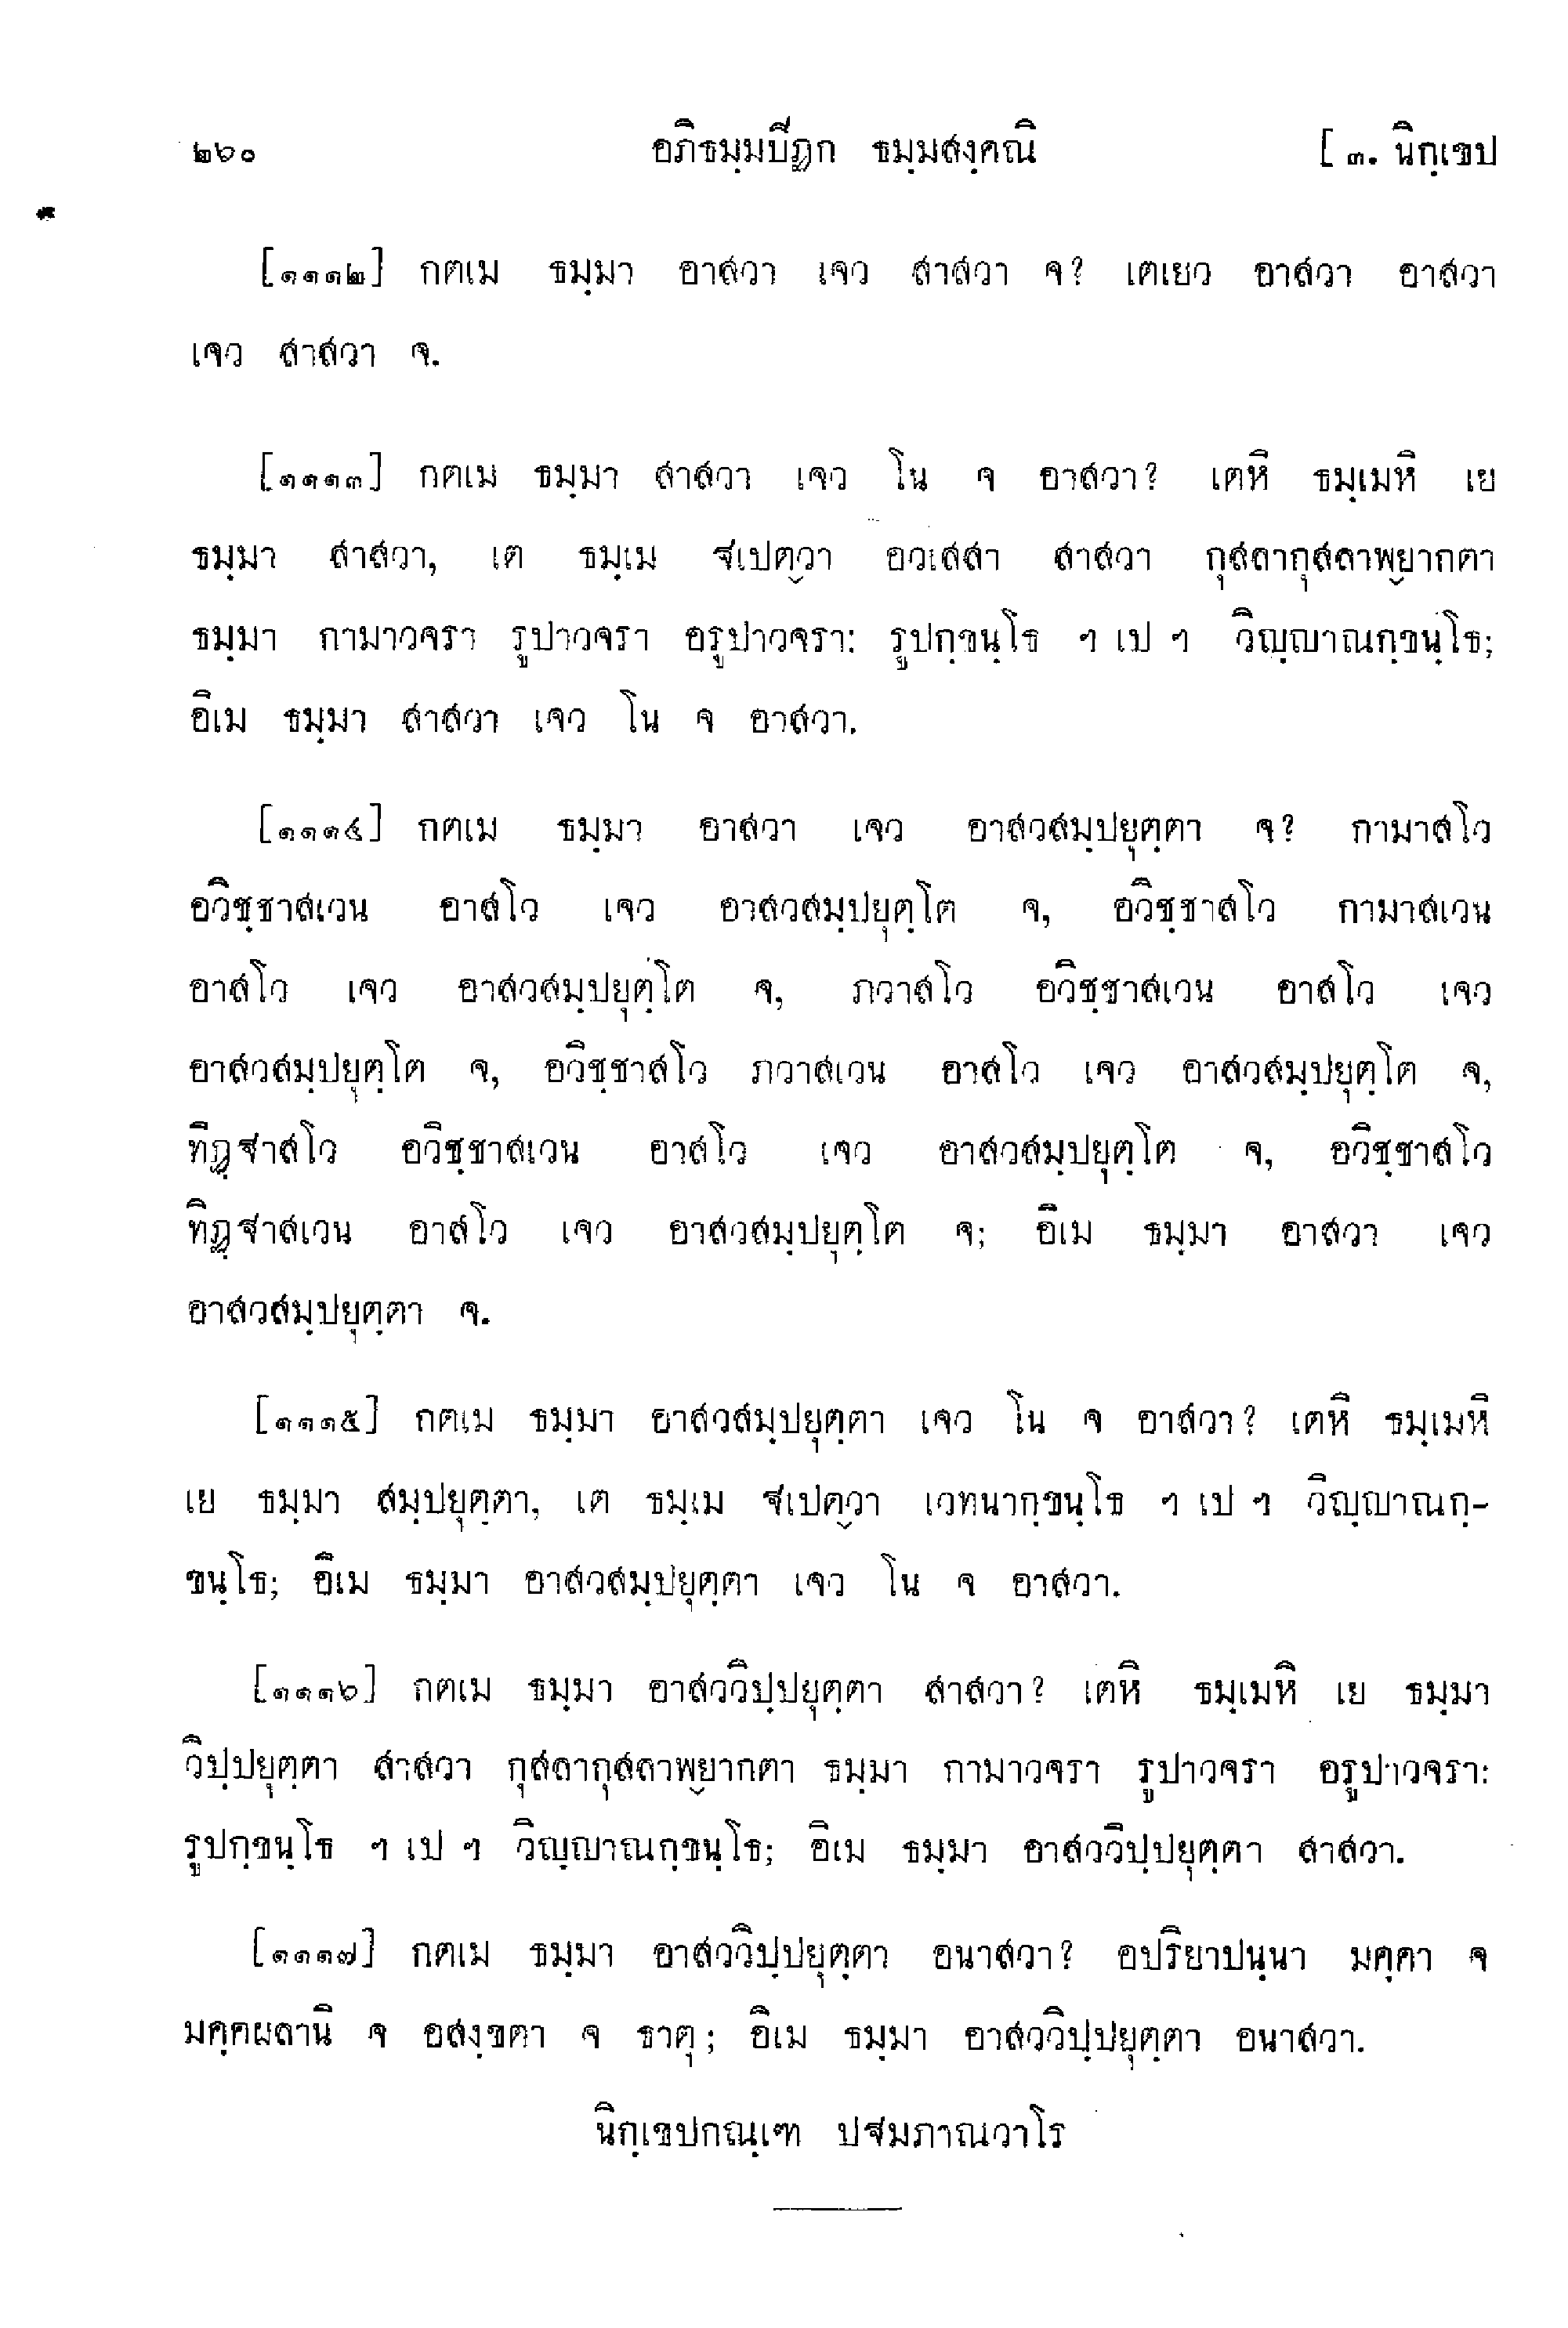 ๒๖๐ อภิธมฺมปิฏก ธมฺมสงฺคณิ [ ๓. นิกฺเขป
[๑๑๑๒] กตเม ธมฺมา อาสวา เจว สาสวา จ? เตเยว อาสวา อาสวา
เจว สาสวา จ.
[๑๑๑๓] กตเม ธมฺมา สาสวา เจว โน จ อาสวา? เตหิ ธมฺเมหิ เย
ธมฺมา สาสวา, เต ธมฺเม ฐเปตฺวา อวเสสา สาสวา กุสลากุสลาพฺยากตา
ธมฺมา กามาวจรา รูปาวจรา อรูปาวจรา: รูปกฺขนฺโธ ฯ เป ฯ วิญฺญาณกฺขนฺโธ;
อิเม ธมฺมา สาสวา เจว โน จ อาสวา.
[๑๑๑๔] กตเม ธมฺมา อาสวา เจว อาสวสมฺปยุตฺตา จ? กามาสโว
อวิชฺชาสเวน อาสโว เจว อาสวสมฺปยุตฺโต จ, อวิชฺชาสโว กามาสเวน
อาสโว เจว อาสวสมฺปยุตฺโต จ, ภวาสโว อวิชฺชาสเวน อาสโว เจว
อาสวสมฺปยุตฺโต จ, อวิชฺชาสโว ภวาสเวน อาสโว เจว อาสวสมฺปยุตฺโต จ,
ทิฏฺฐาสโว อวิชฺชาสเวน อาสโว เจว อาสวสมฺปยุตฺโต จ, อวิชฺชาสโว
ทิฏฺฐาสเวน อาสโว เจว อาสวสมฺปยุตฺโต จ; อิเม ธมฺมา อาสวา เจว
อาสวสมฺปยุตฺตา จ.
[๑๑๑๕] กตเม ธมฺมา อาสวสมฺปยุตฺตา เจว โน จ อาสวา? เตหิ ธมฺเมหิ
เย ธมฺมา สมฺปยุตฺตา, เต ธมฺเม ฐเปตฺวา เวทนากฺขนฺโธ ฯ เป ฯ วิญฺญาณกฺ-
ขนฺโธ; อิเม ธมฺมา อาสวสมฺปยุตฺตา เจว โน จ อาสวา.
[๑๑๑๖] กตเม ธมฺมา อาสววิปฺปยุตฺตา สาสวา? เตหิ ธมฺเมหิ เย ธมฺมา
วิปฺปยุตฺตา สาสวา กุสลากุสลาพฺยากตา ธมฺมา กามาวจรา รูปาวจรา อรูปาวจรา:
รูปกฺขนฺโธ ฯ เป ฯ วิญฺญาณกฺขนฺโธ; อิเม ธมฺมา อาสววิปฺปยุตฺตา สาสวา.
[๑๑๑๗] กตเม ธมฺมา อาสววิปฺปยุตฺตา อนาสวา? อปริยาปนฺนา มคฺคา จ
มคฺคผลานิ จ อสงฺขตา จ ธาตุ; อิเม ธมฺมา อาสววิปฺปยุตฺตา อนาสวา.
นิกฺเขปกณฺเฑ ปฐมภาณวาโร